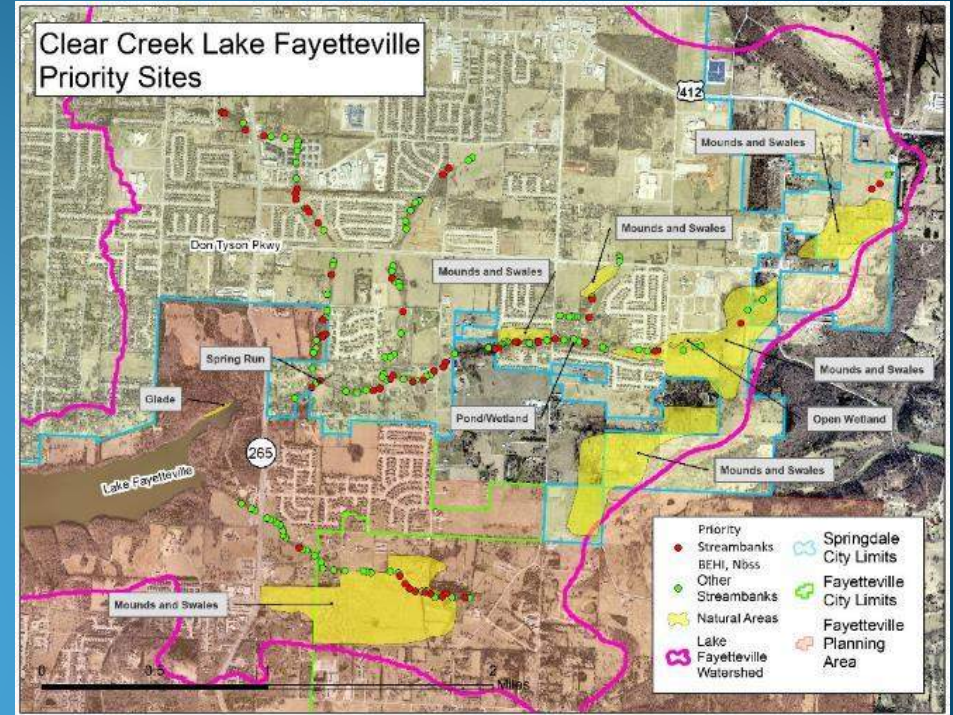 Clear Creek Lake Fayetteville
Priority Sites
N
412
Mounds and Swales
Mounds and Swales
Don Tyson Pkwy
Mounds and Swales
Spring Run
Mounds and Swales
Glade
Pond/Wetland
Open Wetland
265
Mounds and Swales
Lake Fayetteville
Mounds and Swales
Priority
Streambanks
BEHI, Nbss
Other
Streambanks
Natural Areas
Lake
Fayetteville
Watershed
Springdale
City Limits
Fayetteville
City Limits
Fayetteville
Planning
Area
0 0.5 1 2
Miles